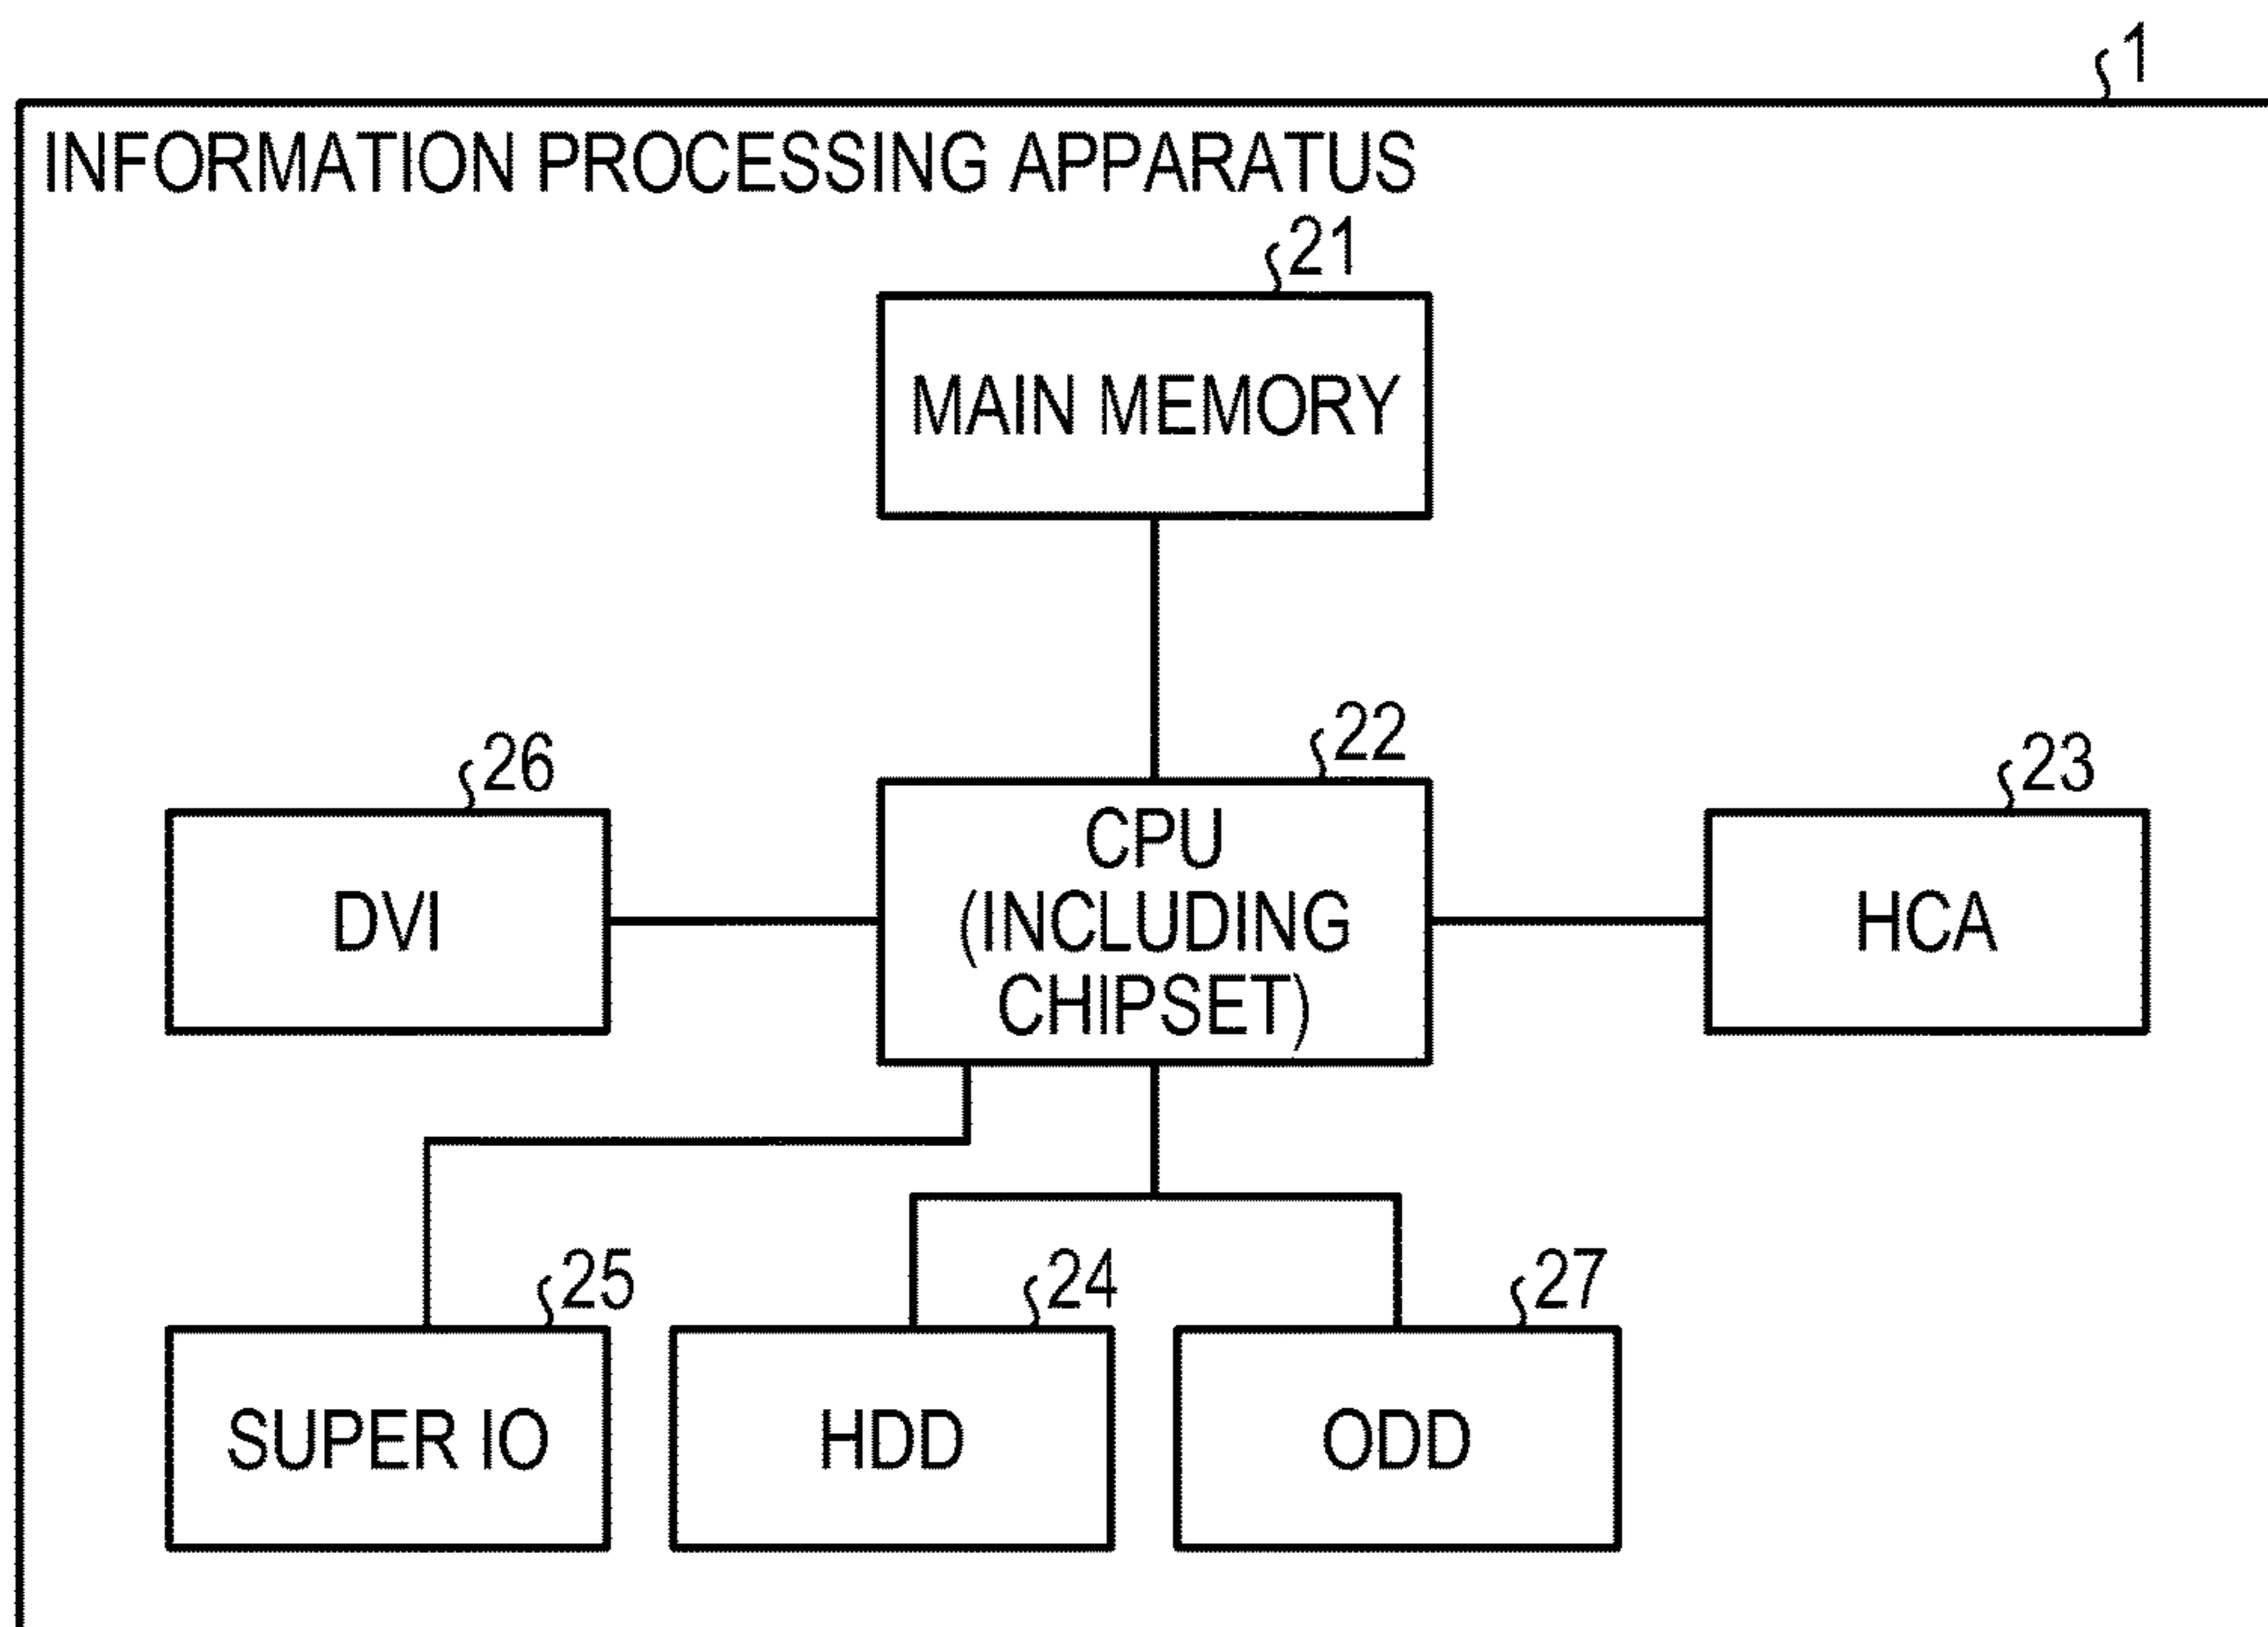 1
INFORMATION PROCESSING APPARATUS
21
MAIN MEMORY
22
CPU
(INCLUDING
CHIPSET)
26
DVI
23
HCA
25
SUPER IO
24
HDD
27
ODD